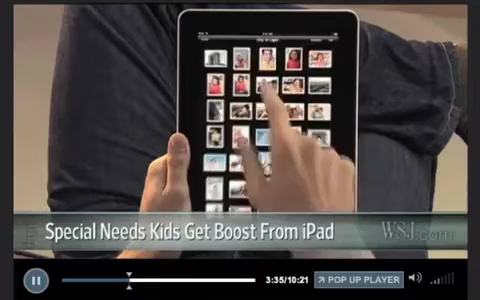 Special Needs Kids Get Boost From iPad
WSJ.com
3:35/10:21
POP UP PLAYER